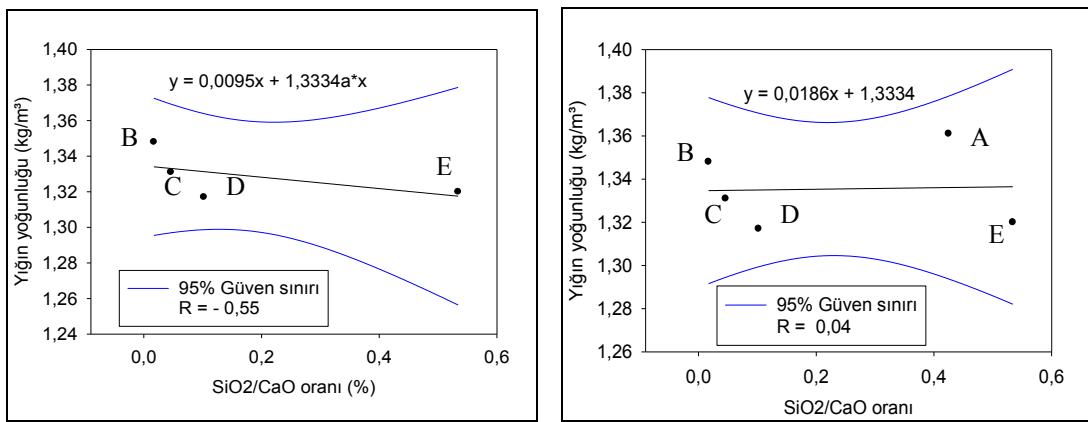 1,40
1,38
1,36
1,34
1,32
1,30
1,28
1,26
1,24
Yığın yoğunluğu (kg/m³)
y = 0,0095x + 1,3334a*x
B
C
D
E
95% Güven sınırı
R = - 0,55
0,0
0,2
0,4
0,6
SiO2/CaO oranı (%)
1,40
1,38
1,36
1,34
1,32
1,30
1,28
1,26
Yığın yoğunluğu (kg/m³)
y = 0,0186x + 1,3334
A
B
C
D
E
95% Güven sınırı
R = 0,04
0,0
0,2
0,4
0,6
SiO2/CaO oranı